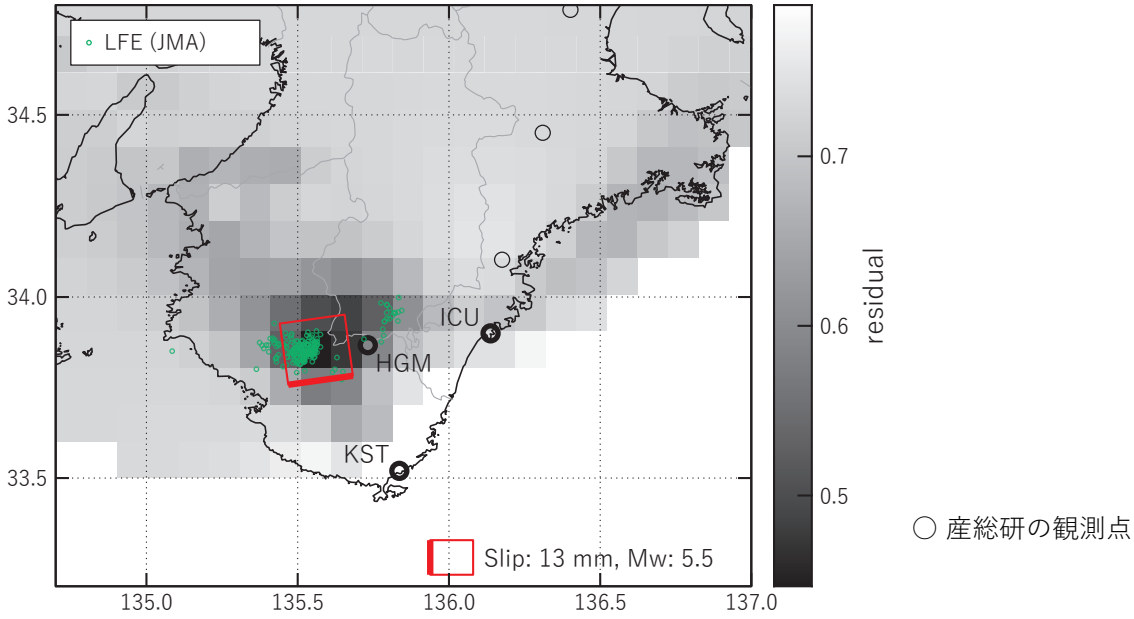 LFE (JMA)
34.5
34.0
33.5
ICU
HGM
KST
Slip: 13 mm, Mw: 5.5
135.0
135.5
136.0
136.5
137.0
0.7
0.6
0.5
residual
○ 産総研の観測点